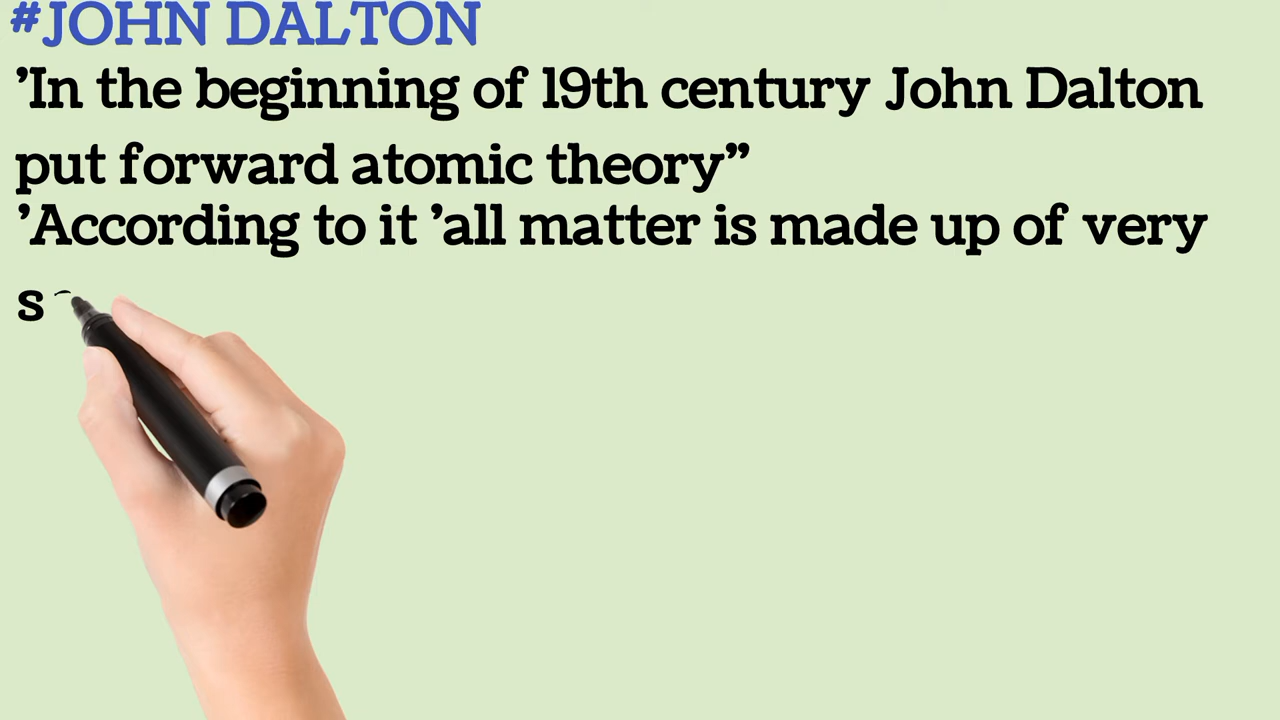 #JOHN DALTON
’In the beginning of 19th century John Dalton
put forward atomic theory”
’According to it ’all matter is made up of very
s